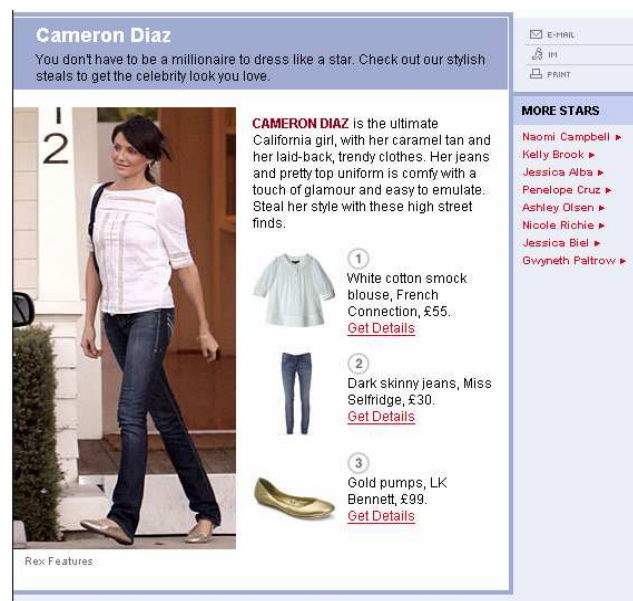 Cameron Diaz
You don't have to be a millionaire to dress like a star. Check out our stylish
steals to get the celebrity look you love.
1
2
CAMERON DIAZ is the ultimate
California girl, with her caramel tan and
her laid-back, trendy clothes. Her jeans
and pretty top uniform is comfy with a
touch of glamour and easy to emulate.
Steal her style with these high street
finds.
1
White cotton smock
blouse, French
Connection, £55.
Get Details
2
Dark skinny jeans, Miss
Selfridge, £30.
Get Details
3
Gold pumps, LK
Bennett, £99.
Get Details
Rex Features
E-MAIL
IM
PRINT
MORE STARS
Naomi Campbell
Kelly Brook
Jessica Alba
Penelope Cruz
Ashley Olsen
Nicole Richie
Jessica Biel
Gwyneth Paltrow